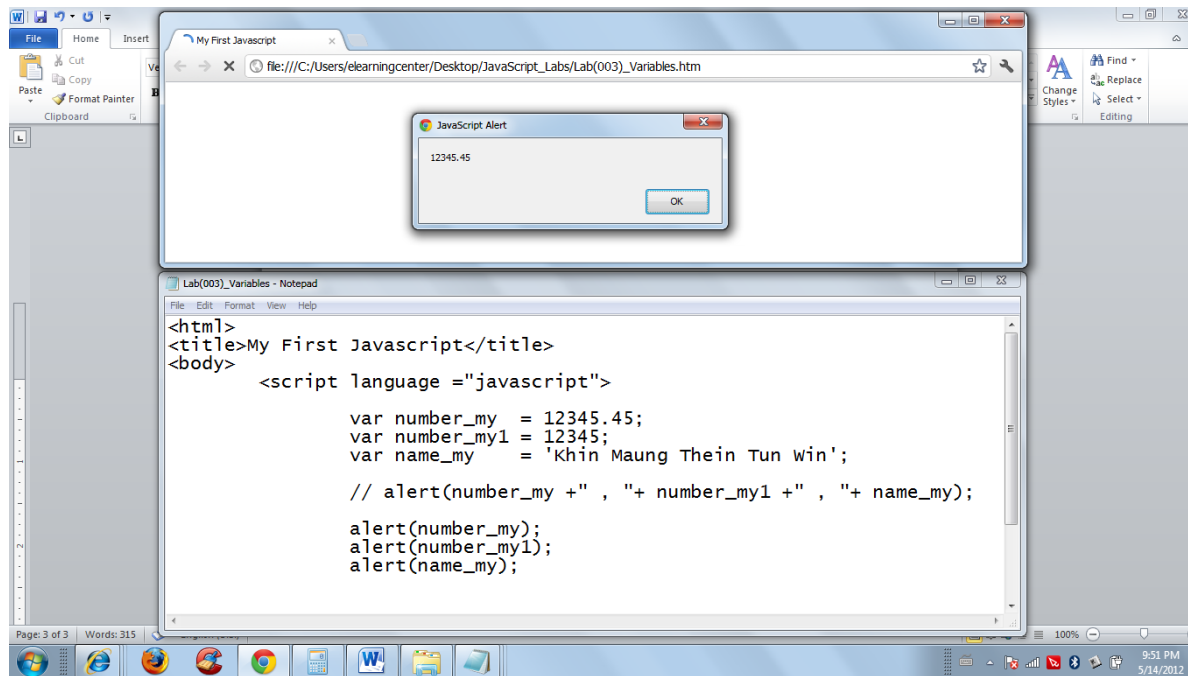 File Home Insert
Cut
Copy
Paste
Format Painter
Clipboard
Ve
B
My First Javascript
file:///C:/Users/elearningcenter/Desktop/JavaScript_Labs/Lab(003)_Variables.htm
JavaScript Alert
12345.45
OK
Change
Styles
Find
Replace
Select
Editing
Lab(003)_Variables - Notepad
File Edit Format View Help
<html>
<title>My First Javascript</title>
<body>
<script language ="javascript">
var number_my = 12345.45;
var number_my1 = 12345;
var name_my = 'Khin Maung Thein Tun Win';
// alert(number_my +" , "+ number_my1 +" , "+ name_my);
alert(number_my);
alert(number_my1);
alert(name_my);
Page: 3 of 3 Words: 315
100%
9:51 PM
5/14/2012